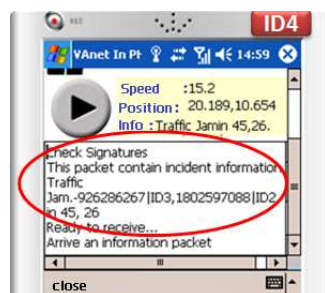 REC
ID4
VAnet In Ph 14:59
Speed :15.2
Position: 20.189,10.654
Info :Traffic Jamin 45,26.
Check Signatures
This packet contain incident information
Traffic
Jam.-926286267|ID3,1802597088|ID2
in 45, 26
Ready to receive...
Arrive an information packet
close